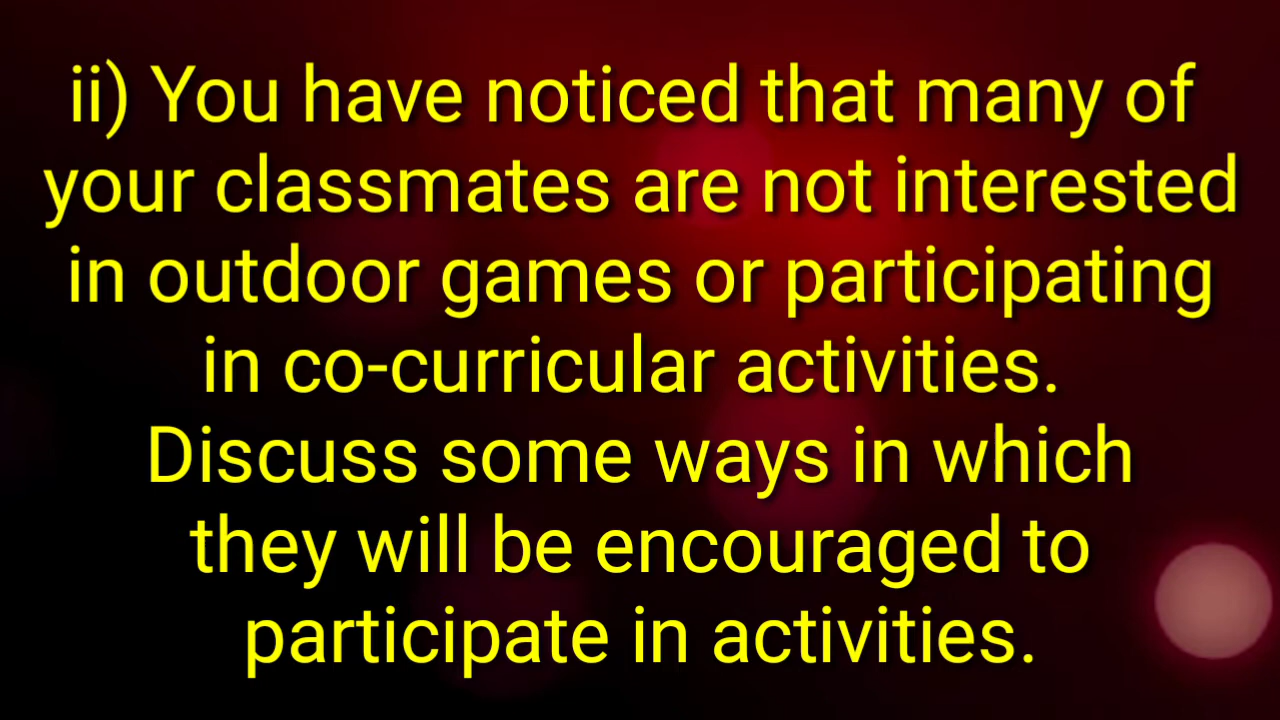 ii) You have noticed that many of
your classmates are not interested
in outdoor games or participating
in co-curricular activities.
Discuss some ways in which
they will be encouraged to
participate in activities.